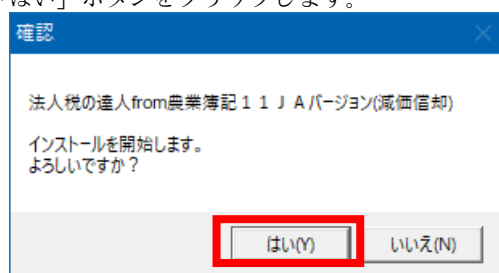 はい」ボタンをクリックします。
確認
法人税の達人from農業簿記１１ＪＡバージョン(減価償却)
インストールを開始します。
よろしいですか？
はい(Y)
いいえ(N)